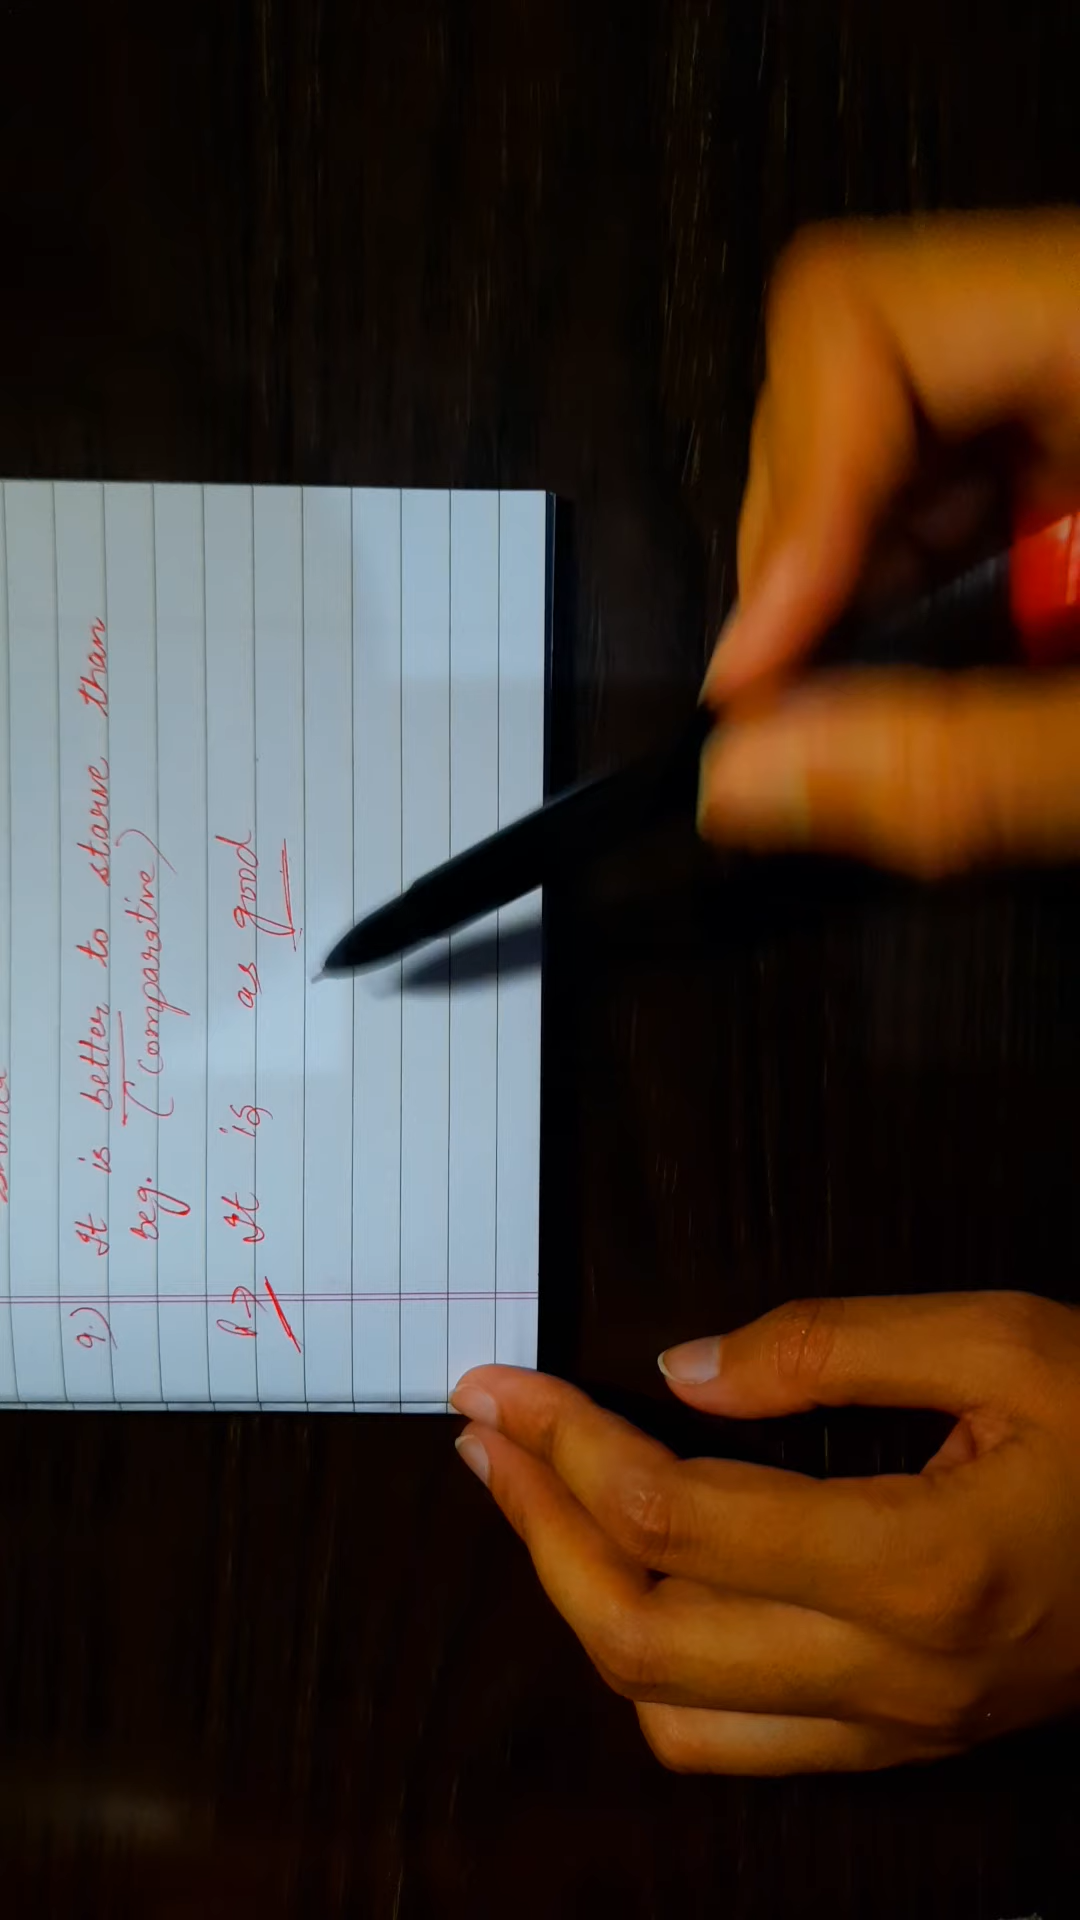 9.) It is better to starve than
beg. (Comparative)
P → It is as good